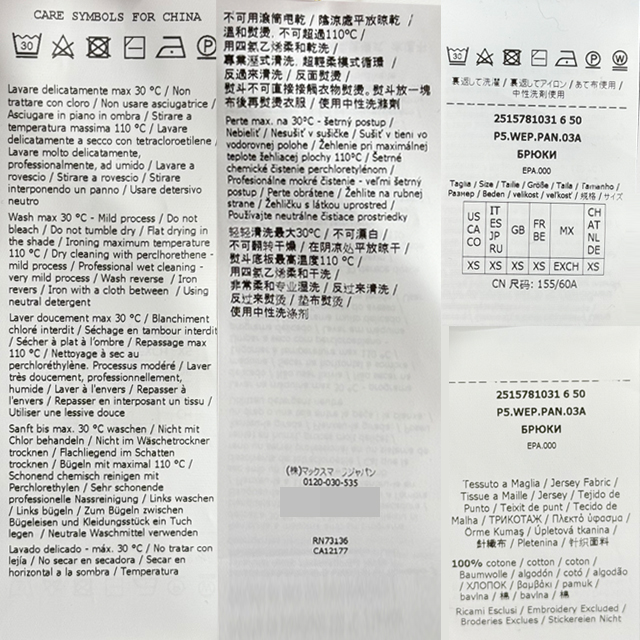 CARE SYMBOLS FOR CHINA
Lavare delicatamente max 30 °C / Non
trattare con cloro / Non usare asciugatrice /
Asciugare in piano in ombra / Stirare a
temperatura massima 110 °C / Lavare
delicatamente a secco con tetracloroetilene /
Lavare molto delicatamente,
professionalmente, ad umido / Lavare a
rovescio / Stirare a rovescio / Stirare
interponendo un panno / Usare detersivo
neutro
Wash max 30 °C - Mild process / Do not
bleach / Do not tumble dry / Flat drying in
the shade / Ironing maximum temperature
110 °C / Dry cleaning with perclhorethene -
mild process / Professional wet cleaning -
very mild process / Wash reverse / Iron
revers / Iron with a cloth between / Using
neutral detergent
Laver doucement max 30 °C / Blanchiment
chloré interdit / Séchage en tambour interdit
/ Sécher à plat à l'ombre / Repassage max
110 °C / Nettoyage à sec au
perchloréthylène. Processus modéré / Laver
très doucement, professionnellement,
humide / Laver à l'envers / Repasser à
l'envers / Repasser en interposant un tissu /
Utiliser une lessive douce
Sanft bis max. 30 °C waschen / Nicht mit
Chlor behandeln / Nicht im Wäschetrockner
trocknen / Flachliegend im Schatten
trocknen / Bügeln mit maximal 110 °C /
Schonend chemisch reinigen mit
Perchlorethylen / Sehr schonende
professionelle Nassreinigung / Links waschen
/ Links bügeln / Zum Bügeln zwischen
Bügeleisen und Kleidungsstück ein Tuch
legen / Neutrale Waschmittel verwenden
Lavado delicado - máx. 30 °C / No tratar con
lejía / No secar en secadora / Secar en
horizontal a la sombra / Temperatura
不可用滾筒甩乾 / 陰涼處平放晾乾 /
溫和熨燙, 不可超過110°C /
用四氯乙烯柔和乾洗 /
專業溼式清洗, 超輕柔模式循環 /
反過來清洗 / 反面熨燙 /
熨斗不可直接接觸衣物熨燙, 熨斗放一塊
布後再熨燙衣服 / 使用中性洗滌劑
Perte max. na 30°C - šetrný postup /
Nebieliť / Nesušiť v sušičke / Sušiť v tieni vo
vodorovnej polohe / Žehlenie pri maximálnej
teplote žehliacej plochy 110°C / Šetrné
chemické čistenie perchloretylénom /
Profesionálne mokré čistenie - veľmi šetrný
postup / Perte obrátene / Žehlite na rubnej
strane / Žehličku s látkou uprostred /
Používajte neutrálne čistiace prostriedky
轻轻清洗最大30°C / 不可漂白 /
不可翻转干燥 / 在阴凉处平放晾干 /
熨斗底板最高温度110 °C /
用四氯乙烯柔和干洗 /
非常柔和专业湿洗 / 反过来清洗 /
反过来熨烫 / 垫布熨烫 /
使用中性洗涤剂
(株)マックスマーラジャパン
0120-030-535
RN73136
CA12177
裏返して洗濯 / 裏返してアイロン / あて布使用 /
中性洗剤使用
2515781031 6 50
P5.WEP.PAN.03A
БРЮКИ
EPA.000
Taglia / Size / Taille / Größe / Talla / Tamanho /
Размер / Beden / velikost / veľkosť / 規格 / サイズ
US CA CO IT ES JP RU GB FR BE MX CH AT NL DE
XS XS XS XS EXCH XS
CN 尺码: 155/60A
2515781031 6 50
P5.WEP.PAN.03A
БРЮКИ
EPA.000
Tessuto a Maglia / Jersey Fabric /
Tissue a Maille / Jersey / Tejido de
Punto / Teixit de punt / Tecido de
Malha / ТРИКОТАЖ / Πλεκτό ύφασμα /
Örme Kumaş / Úpletová tkanina /
針織布 / Pletenina / 针织面料
100% cotone / cotton / coton /
Baumwolle / algodón / cotó / algodão
/ ХЛОПОК / βαμβάκι / pamuk /
bavlna / 棉 / bavlna / 棉
Ricami Esclusi / Embroidery Excluded /
Broderies Exclues / Stickereien Nicht